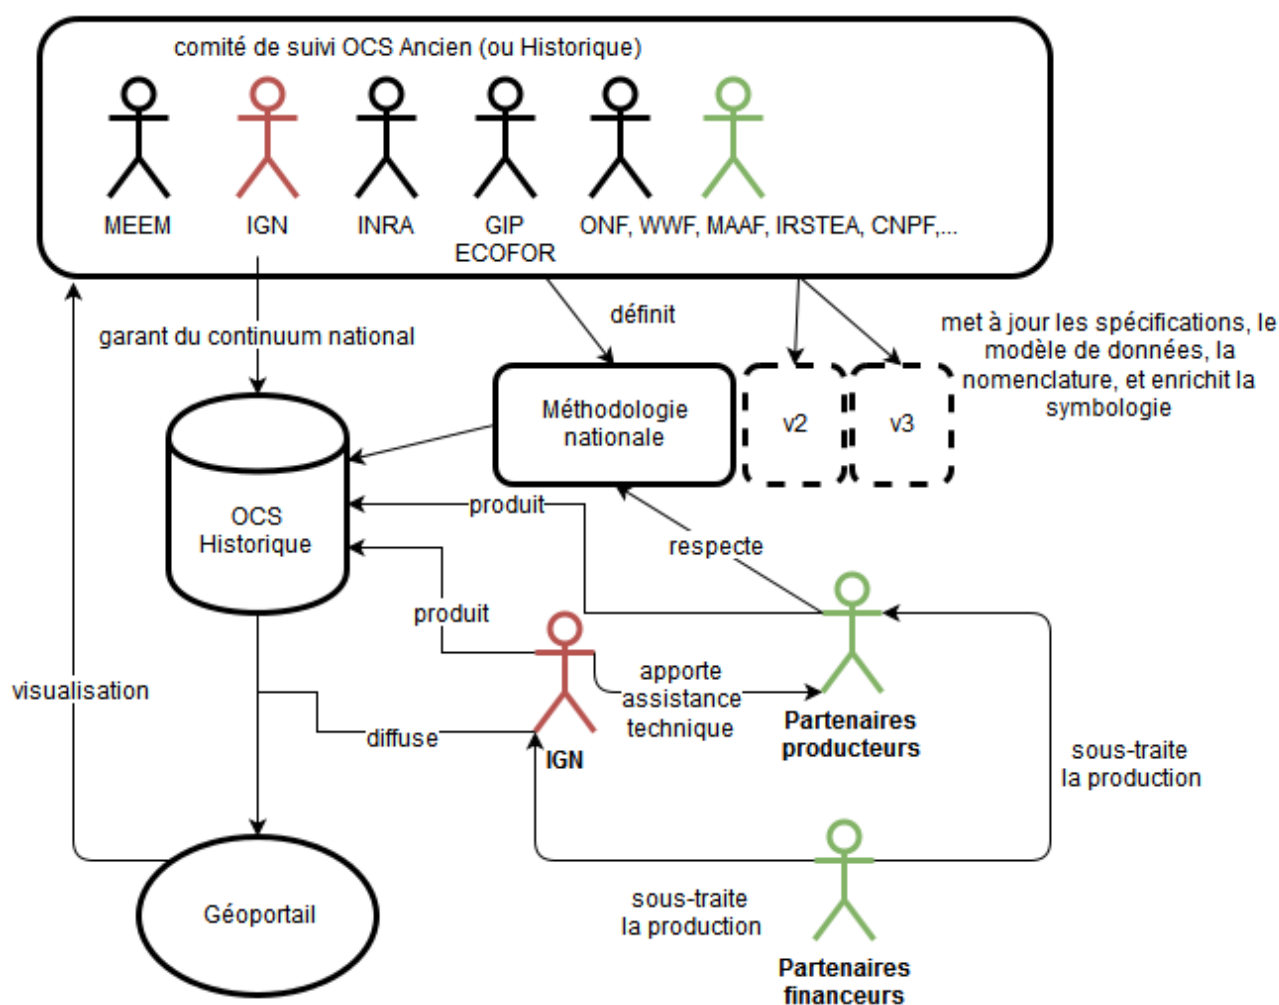 comité de suivi OCS Ancien (ou Historique)
MEEM
IGN
INRA
GIP
ECOFOR
ONF, WWF, MAAF, IRSTEA, CNPF,...
garant du continuum national
définit
met à jour les spécifications, le
modèle de données, la
nomenclature, et enrichit la
symbologie
Méthodologie
nationale
v2
v3
OCS
Historique
produit
respecte
produit
visualisation
apporte
assistance
technique
diffuse
IGN
Partenaires
producteurs
sous-traite
la production
Géoportail
sous-traite
la production
Partenaires
financeurs